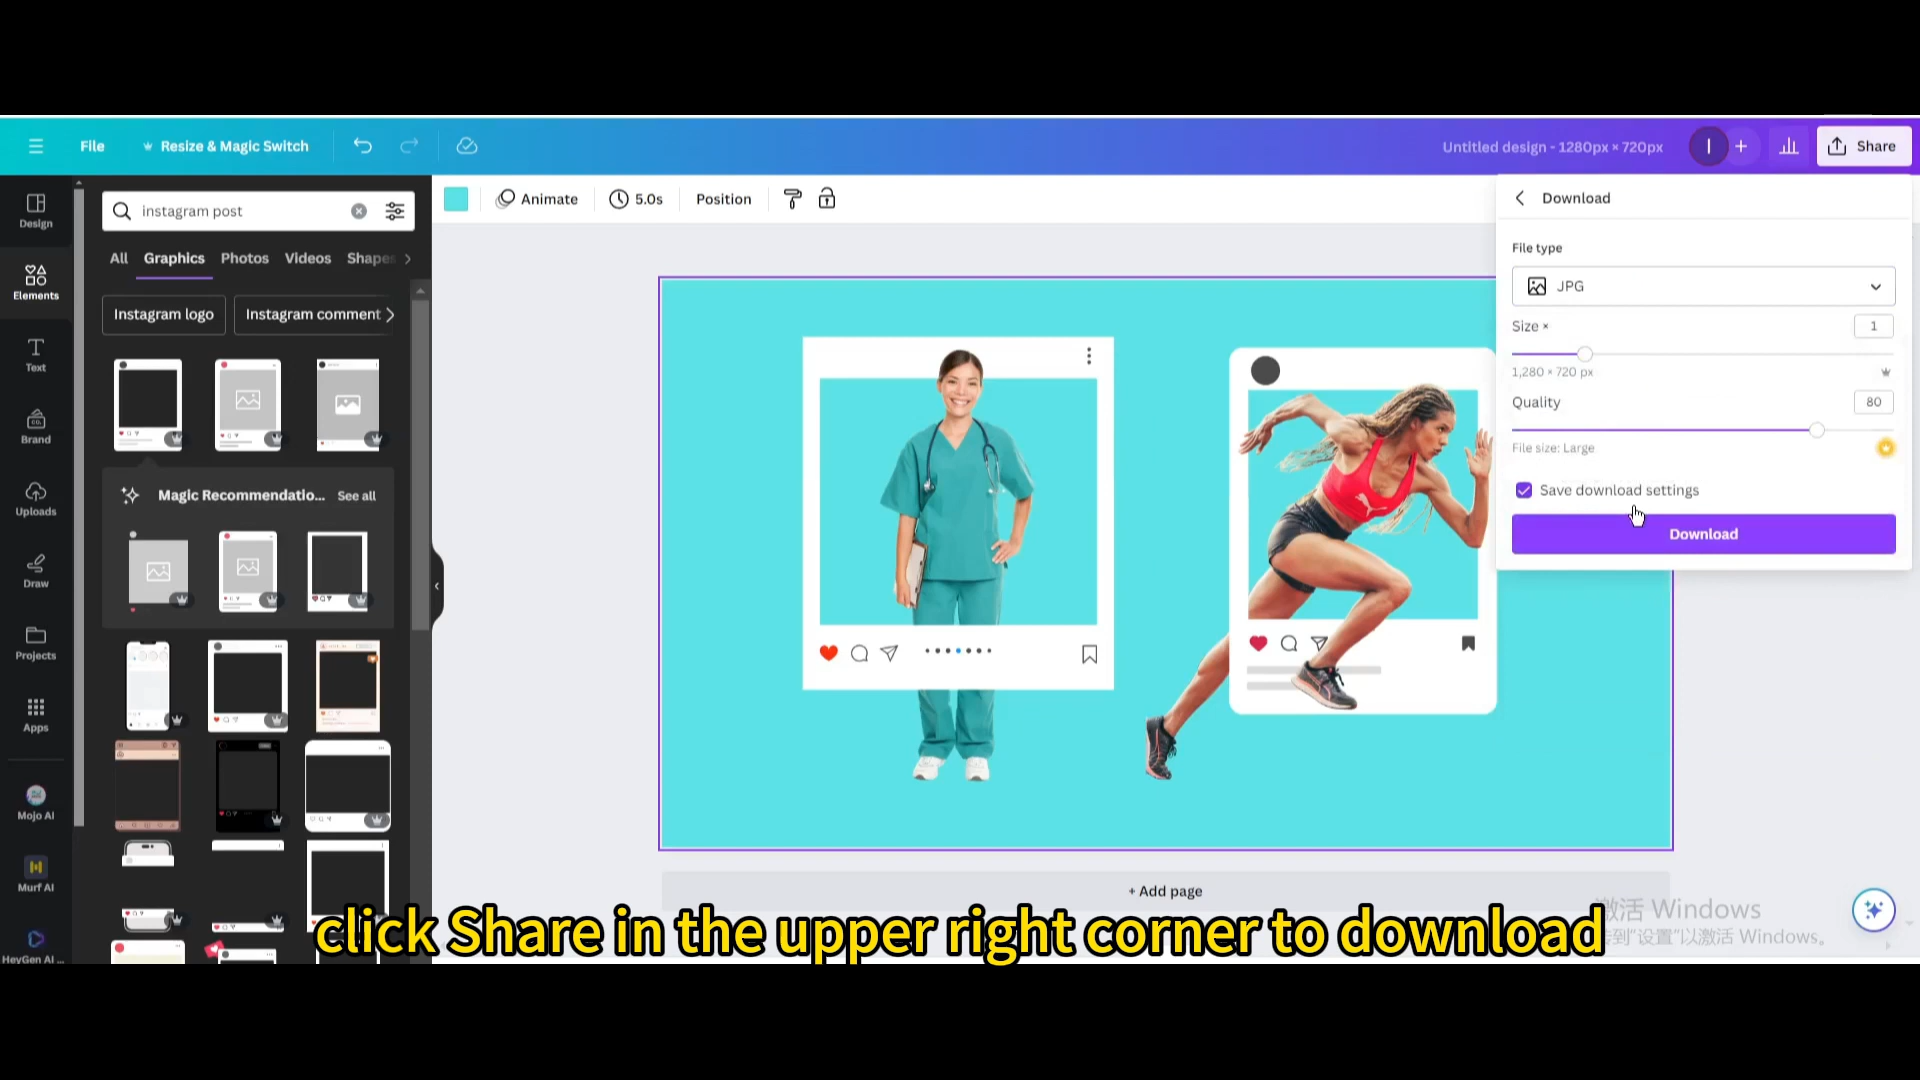 File
Resize & Magic Switch
Untitled design - 1280px × 720px
I
Share
Design
Elements
Text
Brand
Uploads
Draw
Projects
Apps
Mojo AI
Murf AI
HeyGen AI ...
instagram post
All
Graphics
Photos
Videos
Shapes
Instagram logo
Instagram comment
Magic Recommendatio...
See all
Animate
5.0s
Position
PUMA
+ Add page
Download
File type
JPG
Size ×
1
1,280 × 720 px
Quality
80
File size: Large
Save download settings
Download
激活 Windows
转到"设置"以激活 Windows。
click Share in the upper right corner to download